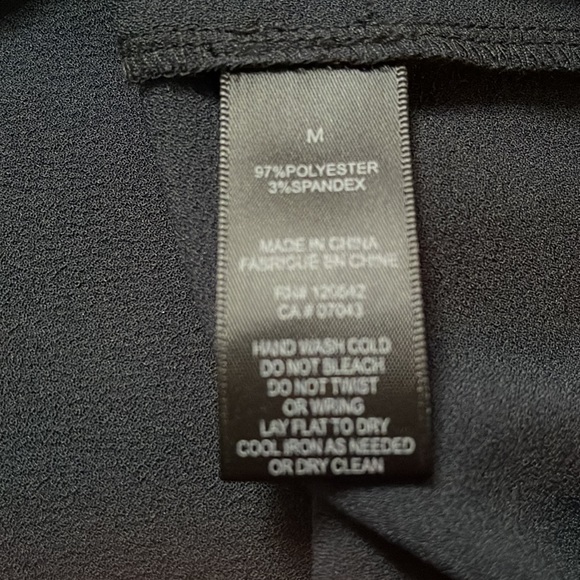 M
97%POLYESTER
3%SPANDEX
MADE IN CHINA
FABRIQUE EN CHINE
RN# 120642
CA # 07043
HAND WASH COLD
DO NOT BLEACH
DO NOT TWIST
OR WRING
LAY FLAT TO DRY
COOL IRON AS NEEDED
OR DRY CLEAN